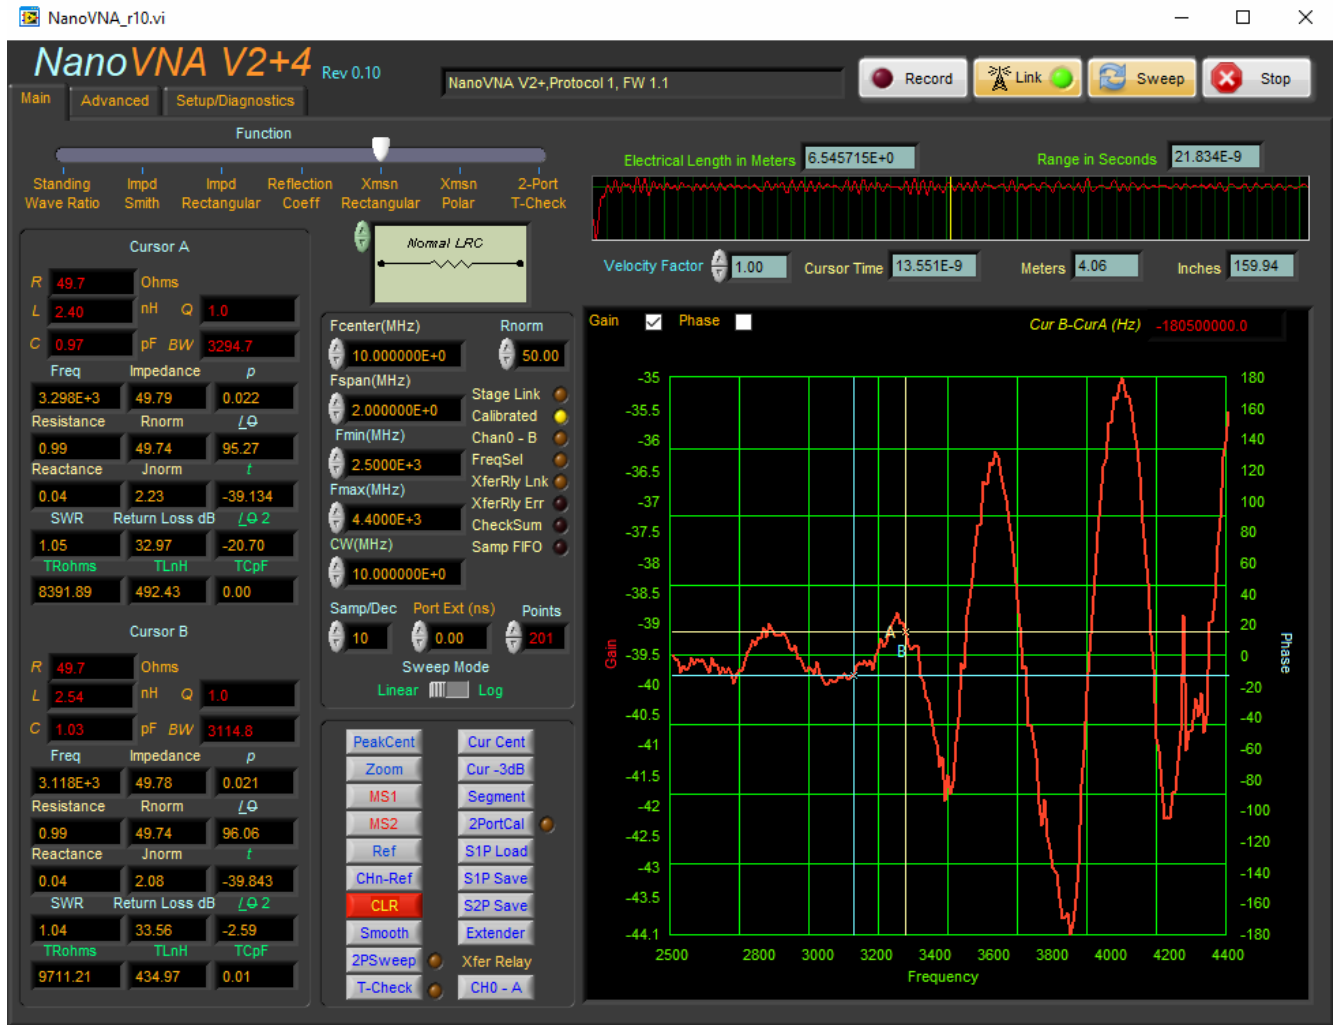 NanoVNA_r10.vi
NanoVNA V2+4 Rev 0.10
NanoVNA V2+,Protocol 1, FW 1.1
Record Link Sweep Stop
Main Advanced Setup/Diagnostics
Function
Standing Wave Ratio
Impd Smith
Impd Rectangular
Reflection Coeff
Xmsn Rectangular
Xmsn Polar
2-Port T-Check
Electrical Length in Meters 6.545715E+0
Range in Seconds 21.834E-9
Velocity Factor 1.00 Cursor Time 13.551E-9 Meters 4.06 Inches 159.94
Cursor A
R 49.7 Ohms
L 2.40 nH Q 1.0
C 0.97 pF BW 3294.7
Freq Impedance p
3.298E+3 49.79 0.022
Resistance Rnorm / O
0.99 49.74 95.27
Reactance Jnorm t
0.04 2.23 -39.134
SWR Return Loss dB / O 2
1.05 32.97 -20.70
TRohms TLnH TCpF
8391.89 492.43 0.00
Cursor B
R 49.7 Ohms
L 2.54 nH Q 1.0
C 1.03 pF BW 3114.8
Freq Impedance p
3.118E+3 49.78 0.021
Resistance Rnorm / O
0.99 49.74 96.06
Reactance Jnorm t
0.04 2.08 -39.843
SWR Return Loss dB / O 2
1.04 33.56 -2.59
TRohms TLnH TCpF
9711.21 434.97 0.01
Normal LRC
Fcenter(MHz) Rnorm
10.000000E+0 50.00
Fspan(MHz)
2.000000E+0
Fmin(MHz)
2.5000E+3
Fmax(MHz)
4.4000E+3
CW(MHz)
10.000000E+0
Stage Link
Calibrated
Chan0 - B
FreqSel
XferRly Lnk
XferRly Err
CheckSum
Samp FIFO
Samp/Dec Port Ext (ns) Points
10 0.00 201
Sweep Mode
Linear Log
PeakCent Cur Cent
Zoom Cur -3dB
MS1 Segment
MS2 2PortCal
Ref S1P Load
CHn-Ref S1P Save
CLR S2P Save
Smooth Extender
2PSweep Xfer Relay
T-Check CH0 - A
Gain Phase
Cur B-CurA (Hz) -180500000.0
-35
-35.5
-36
-36.5
-37
-37.5
-38
-38.5
-39
-39.5
-40
-40.5
-41
-41.5
-42
-42.5
-43
-43.5
-44.1
Gain
A
B
180
160
140
120
100
80
60
40
20
0
-20
-40
-60
-80
-100
-120
-140
-160
-180
Phase
2500 2800 3000 3200 3400 3600 3800 4000 4200 4400
Frequency